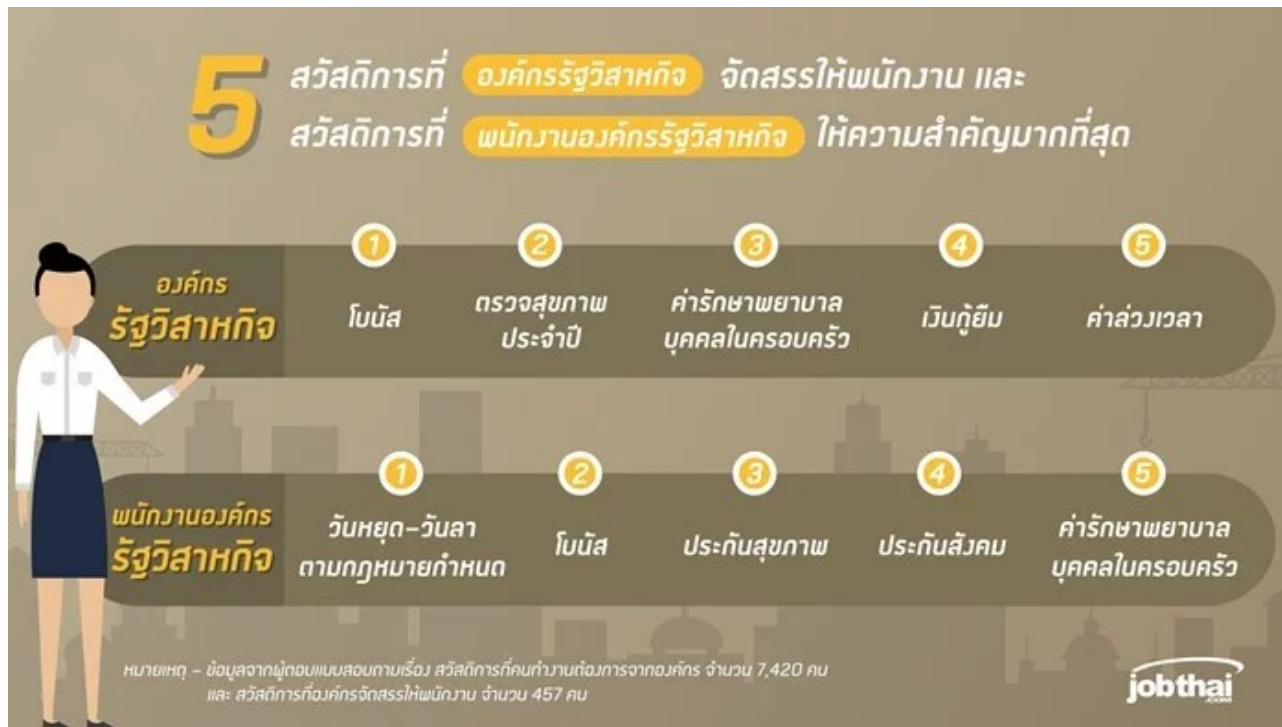 5
สวัสดิการที่ องค์กรรัฐวิสาหกิจ จัดสรรให้พนักงาน และ
สวัสดิการที่ พนักงานองค์กรรัฐวิสาหกิจ ให้ความสำคัญมากที่สุด
องค์กร
รัฐวิสาหกิจ
1
โบนัส
2
ตรวจสุขภาพ
ประจำปี
3
ค่ารักษาพยาบาล
บุคคลในครอบครัว
4
เงินกู้ยืม
5
ค่าล่วงเวลา
พนักงานองค์กร
รัฐวิสาหกิจ
1
วันหยุด-วันลา
ตามกฎหมายกำหนด
2
โบนัส
3
ประกันสุขภาพ
4
ประกันสังคม
5
ค่ารักษาพยาบาล
บุคคลในครอบครัว
หมายเหตุ - ข้อมูลจากผู้ตอบแบบสอบถามเรื่อง สวัสดิการที่คนทำงานต้องการจากองค์กร จำนวน 7,420 คน
และ สวัสดิการที่องค์กรจัดสรรให้พนักงาน จำนวน 457 คน
jobthai
.COM